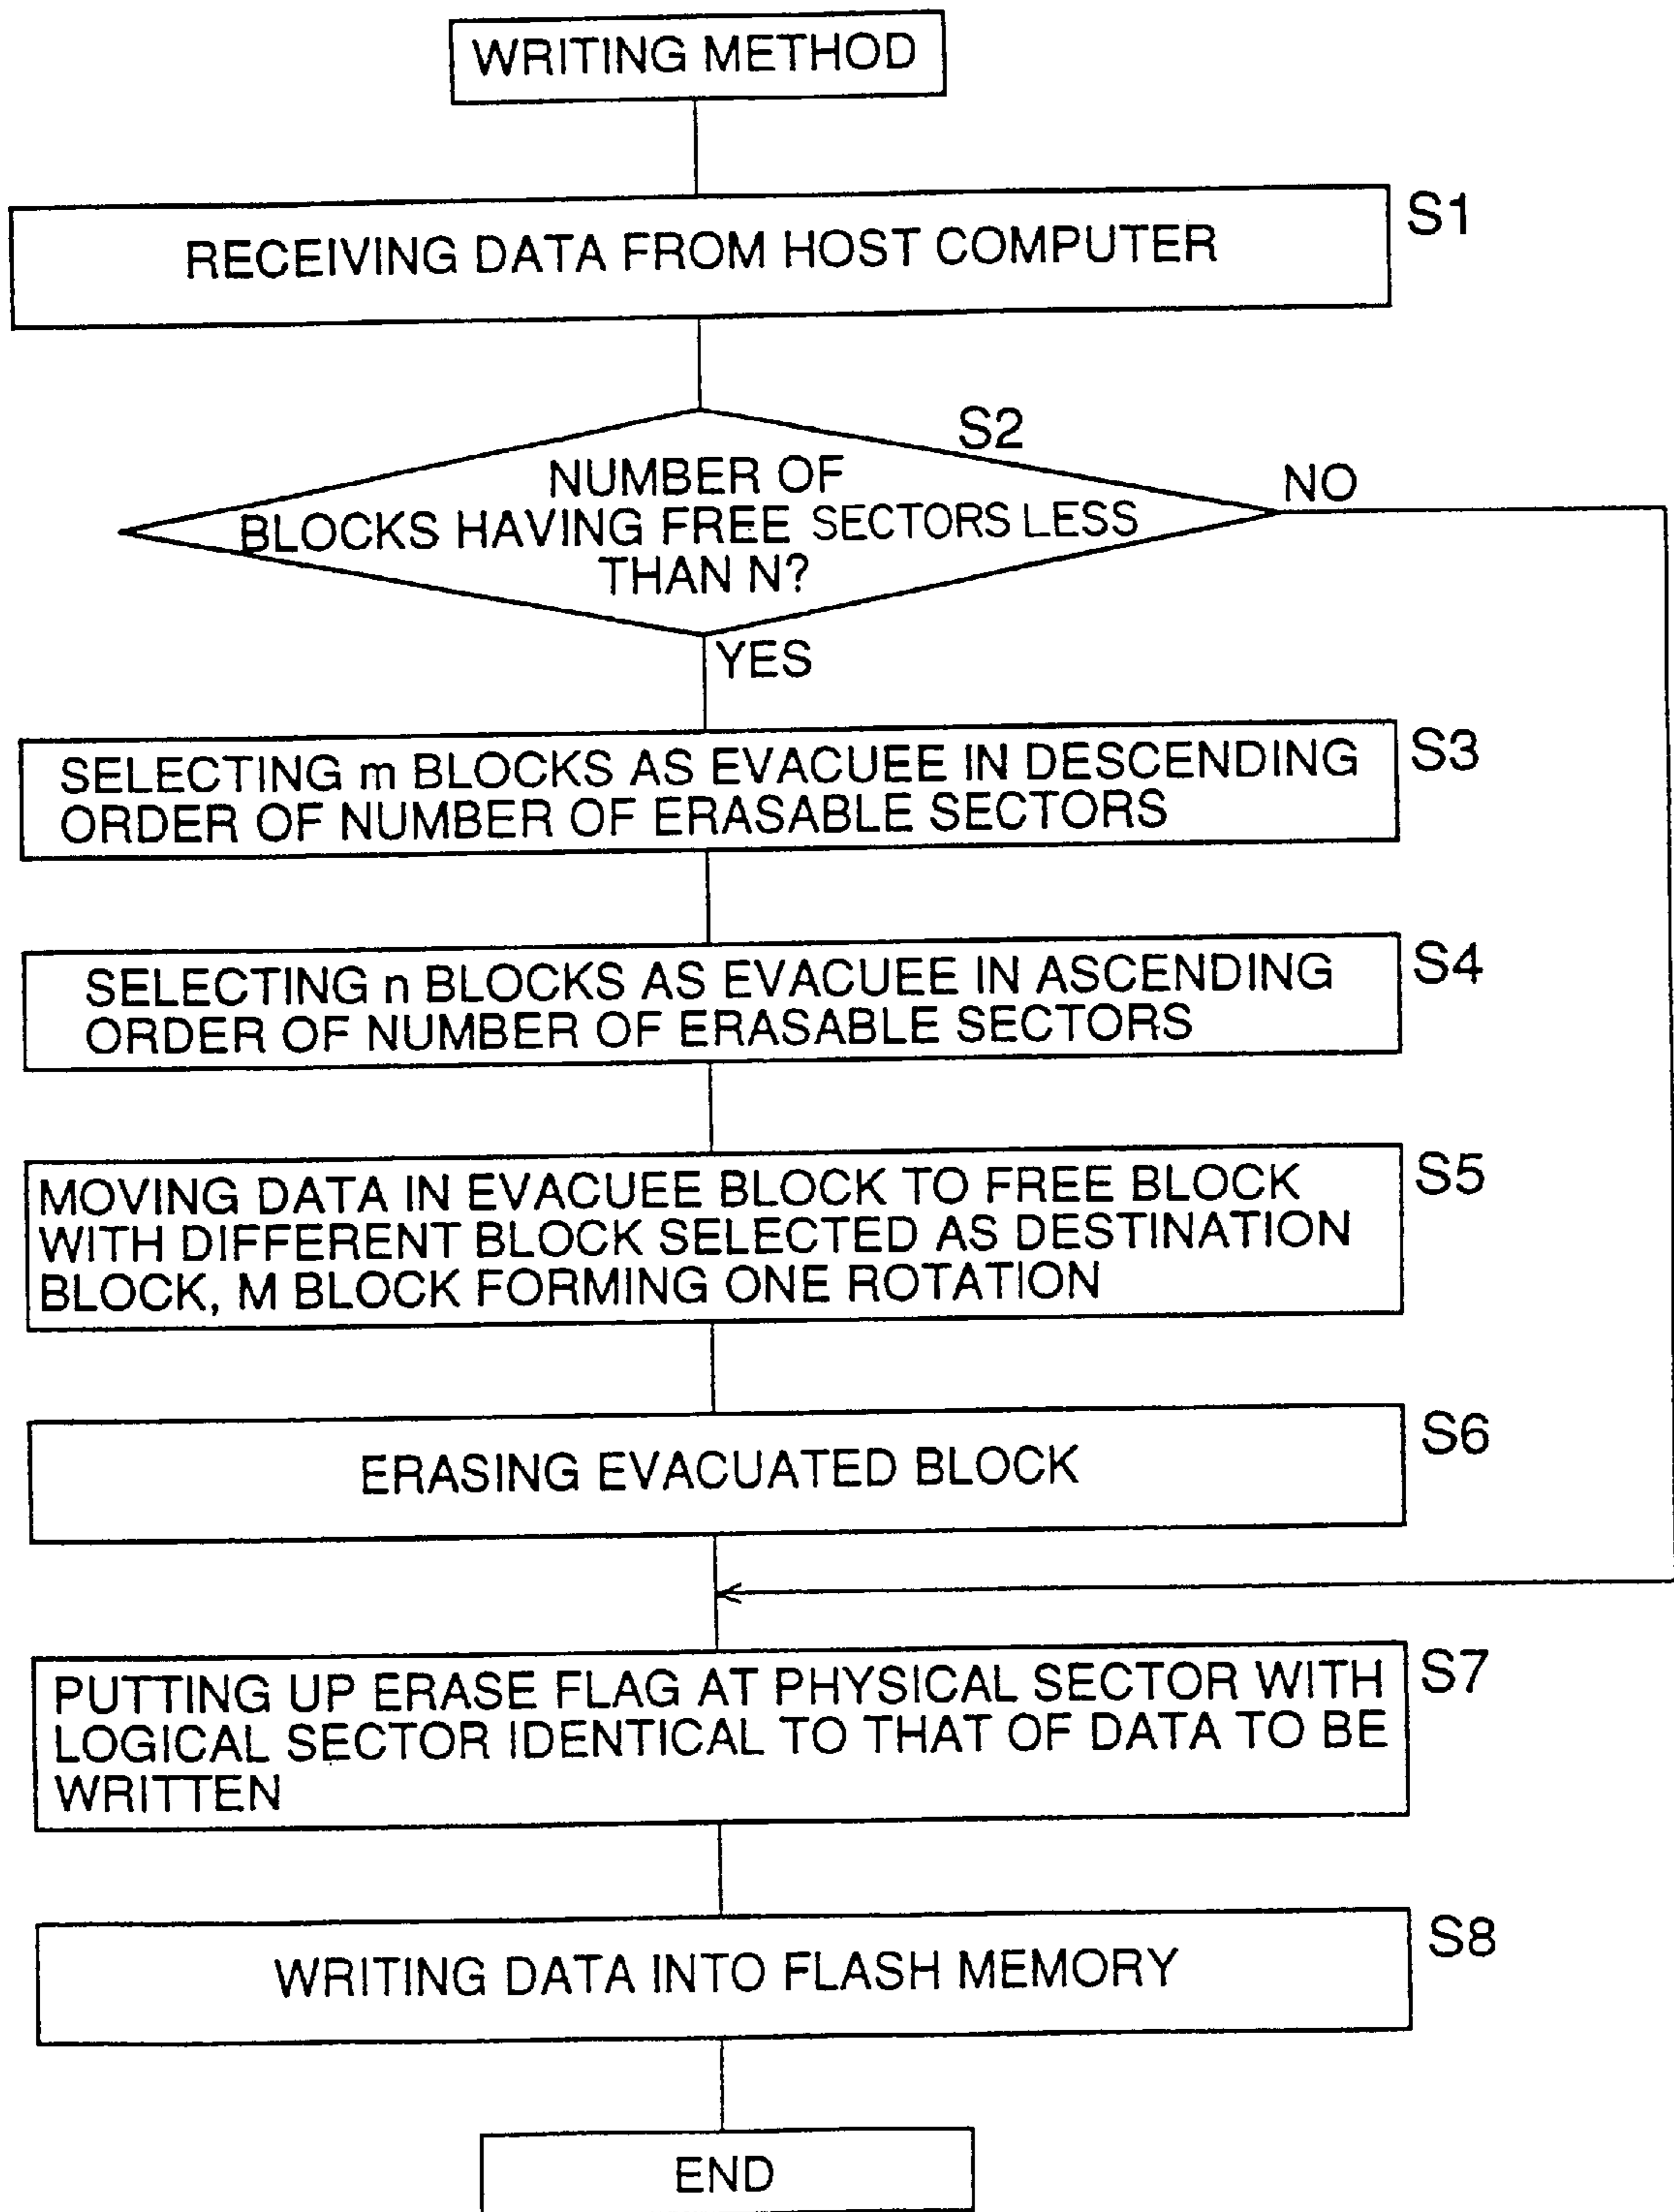 WRITING METHOD
S1
RECEIVING DATA FROM HOST COMPUTER
S2
NUMBER OF
BLOCKS HAVING FREE SECTORS LESS
THAN N?
NO
YES
S3
SELECTING m BLOCKS AS EVACUEE IN DESCENDING
ORDER OF NUMBER OF ERASABLE SECTORS
S4
SELECTING n BLOCKS AS EVACUEE IN ASCENDING
ORDER OF NUMBER OF ERASABLE SECTORS
S5
MOVING DATA IN EVACUEE BLOCK TO FREE BLOCK
WITH DIFFERENT BLOCK SELECTED AS DESTINATION
BLOCK, M BLOCK FORMING ONE ROTATION
S6
ERASING EVACUATED BLOCK
S7
PUTTING UP ERASE FLAG AT PHYSICAL SECTOR WITH
LOGICAL SECTOR IDENTICAL TO THAT OF DATA TO BE
WRITTEN
S8
WRITING DATA INTO FLASH MEMORY
END